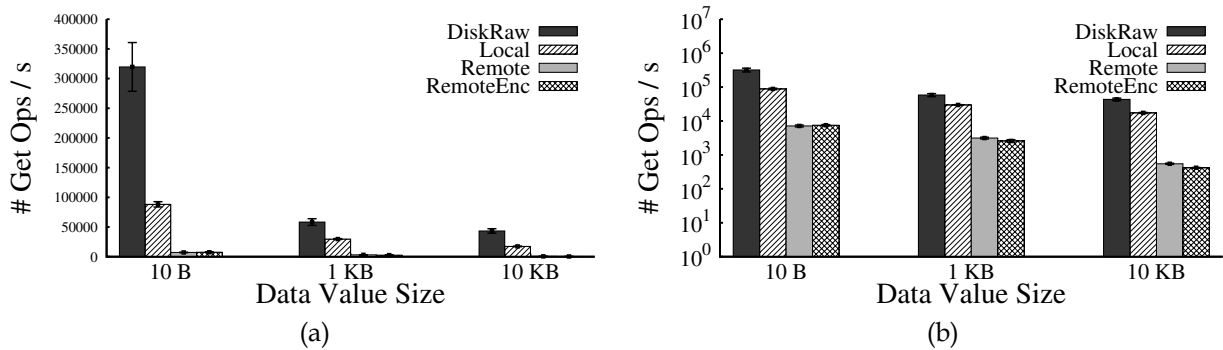 # Get Ops / s
400000
350000
300000
250000
200000
150000
100000
50000
0
DiskRaw
Local
Remote
RemoteEnc
10 B
1 KB
10 KB
Data Value Size
(a)
# Get Ops / s
10^7
10^6
10^5
10^4
10^3
10^2
10^1
10^0
DiskRaw
Local
Remote
RemoteEnc
10 B
1 KB
10 KB
Data Value Size
(b)